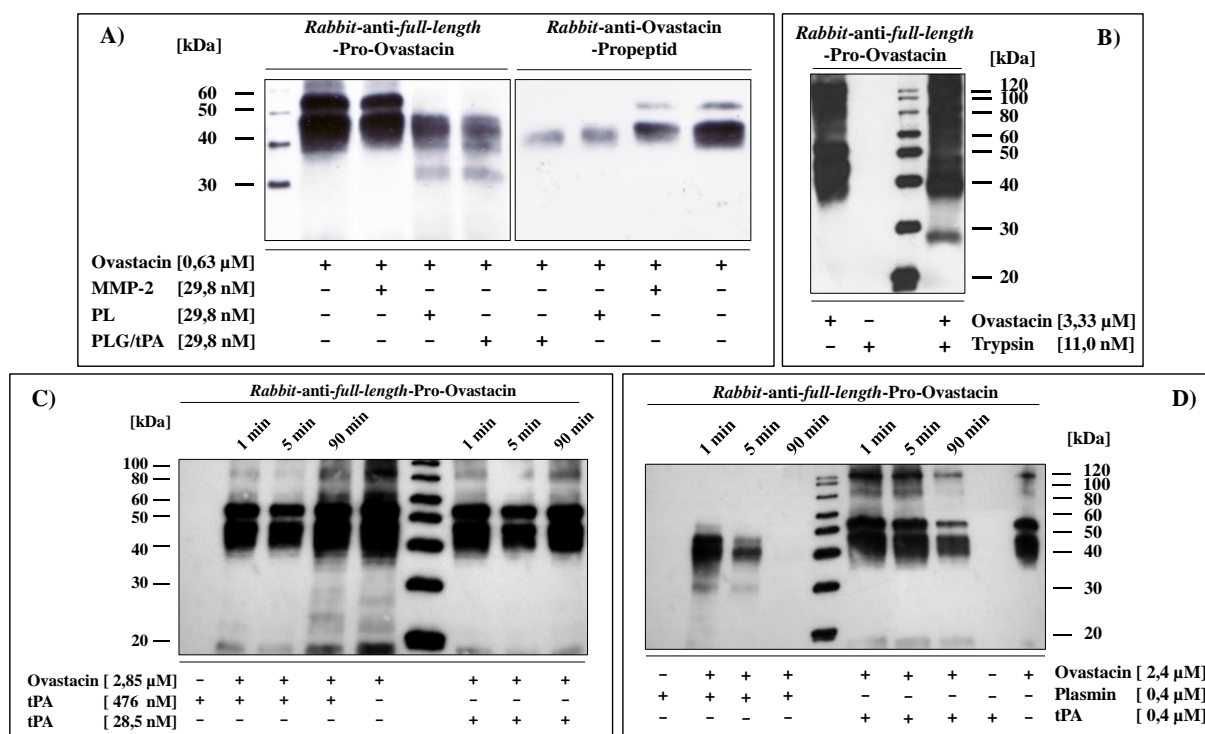 A)
[kDa]
Rabbit-anti-full-length
-Pro-Ovastacin
Rabbit-anti-Ovastacin
-Propeptid
60
50
40
30
Ovastacin [0,63 µM] + + + + + + + +
MMP-2 [29,8 nM] – + – – – – + –
PL [29,8 nM] – – + – – + – –
PLG/tPA [29,8 nM] – – – + + – – –
B)
Rabbit-anti-full-length
-Pro-Ovastacin
[kDa]
120
100
80
60
50
40
30
20
+ – + Ovastacin [3,33 µM]
– + + Trypsin [11,0 nM]
C)
Rabbit-anti-full-length-Pro-Ovastacin
[kDa]
1 min 5 min 90 min 1 min 5 min 90 min
100
80
60
50
40
30
20
Ovastacin [ 2,85 µM] – + + + + + + +
tPA [ 476 nM] + + + + – – – –
tPA [ 28,5 nM] – – – – – + + +
D)
Rabbit-anti-full-length-Pro-Ovastacin
[kDa]
1 min 5 min 90 min 1 min 5 min 90 min
120
100
80
60
50
40
30
20
– + + + + + + – + Ovastacin [ 2,4 µM]
+ + + + – – – – – Plasmin [ 0,4 µM]
– – – – + + + + – tPA [ 0,4 µM]